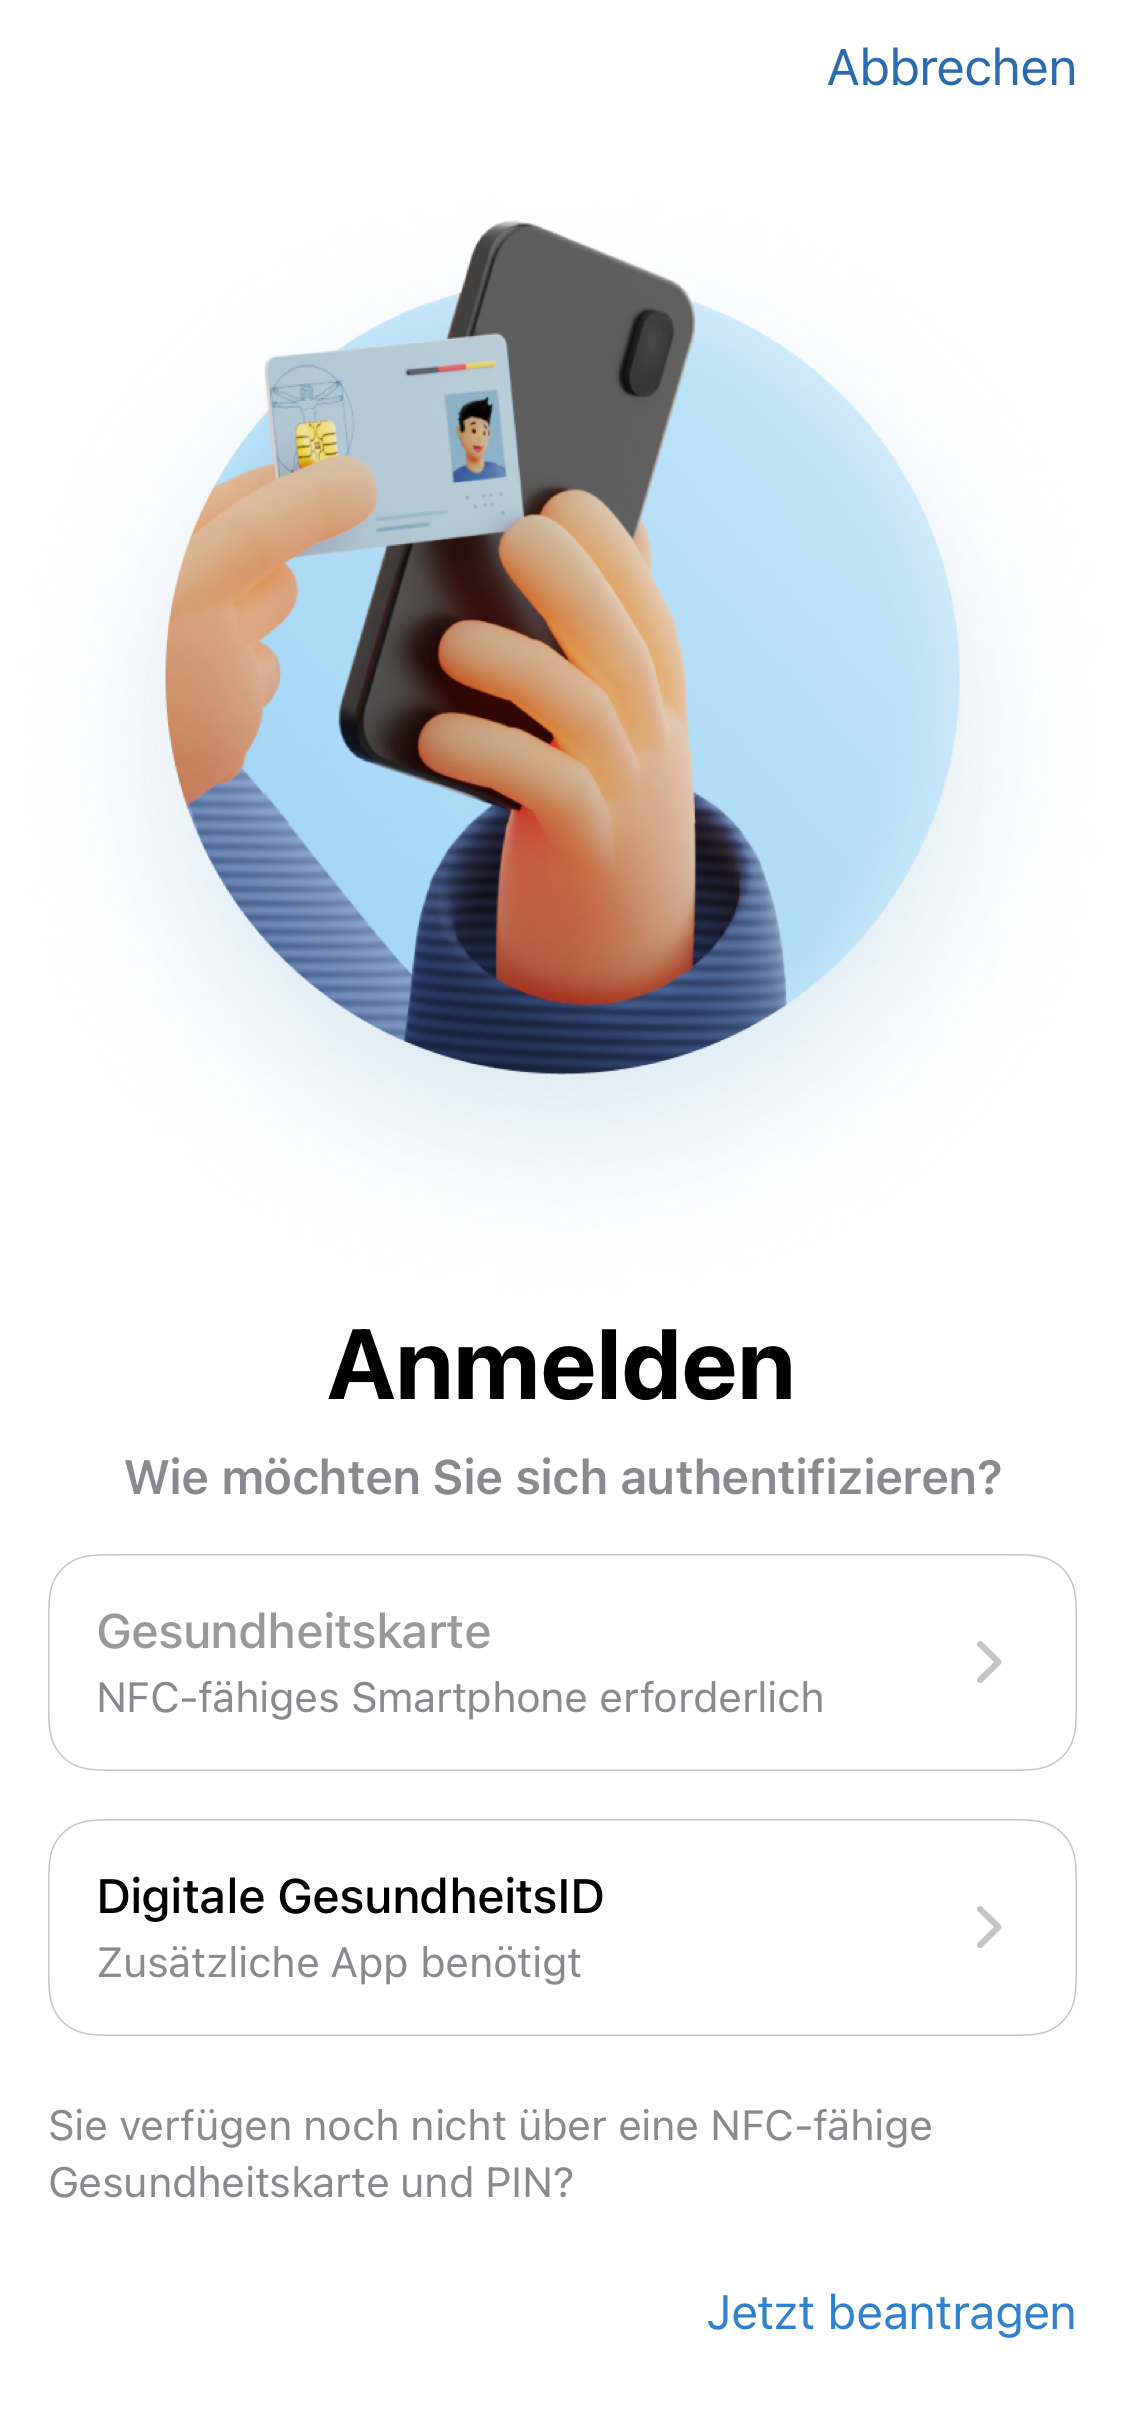 Abbrechen
Anmelden
Wie möchten Sie sich authentifizieren?
Gesundheitskarte
NFC-fähiges Smartphone erforderlich
Digitale GesundheitsID
Zusätzliche App benötigt
Sie verfügen noch nicht über eine NFC-fähige
Gesundheitskarte und PIN?
Jetzt beantragen